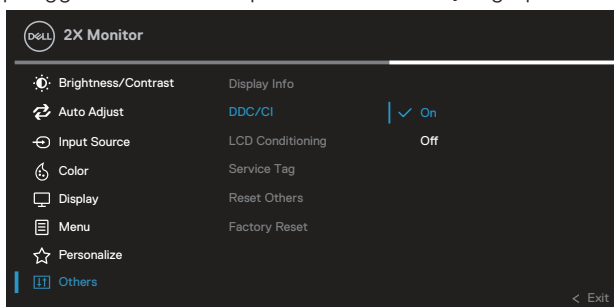 DELL 2X Monitor
Brightness/Contrast Display Info
Auto Adjust DDC/CI On
Input Source LCD Conditioning Off
Color Service Tag
Display Reset Others
Menu Factory Reset
Personalize
Others
< Exit